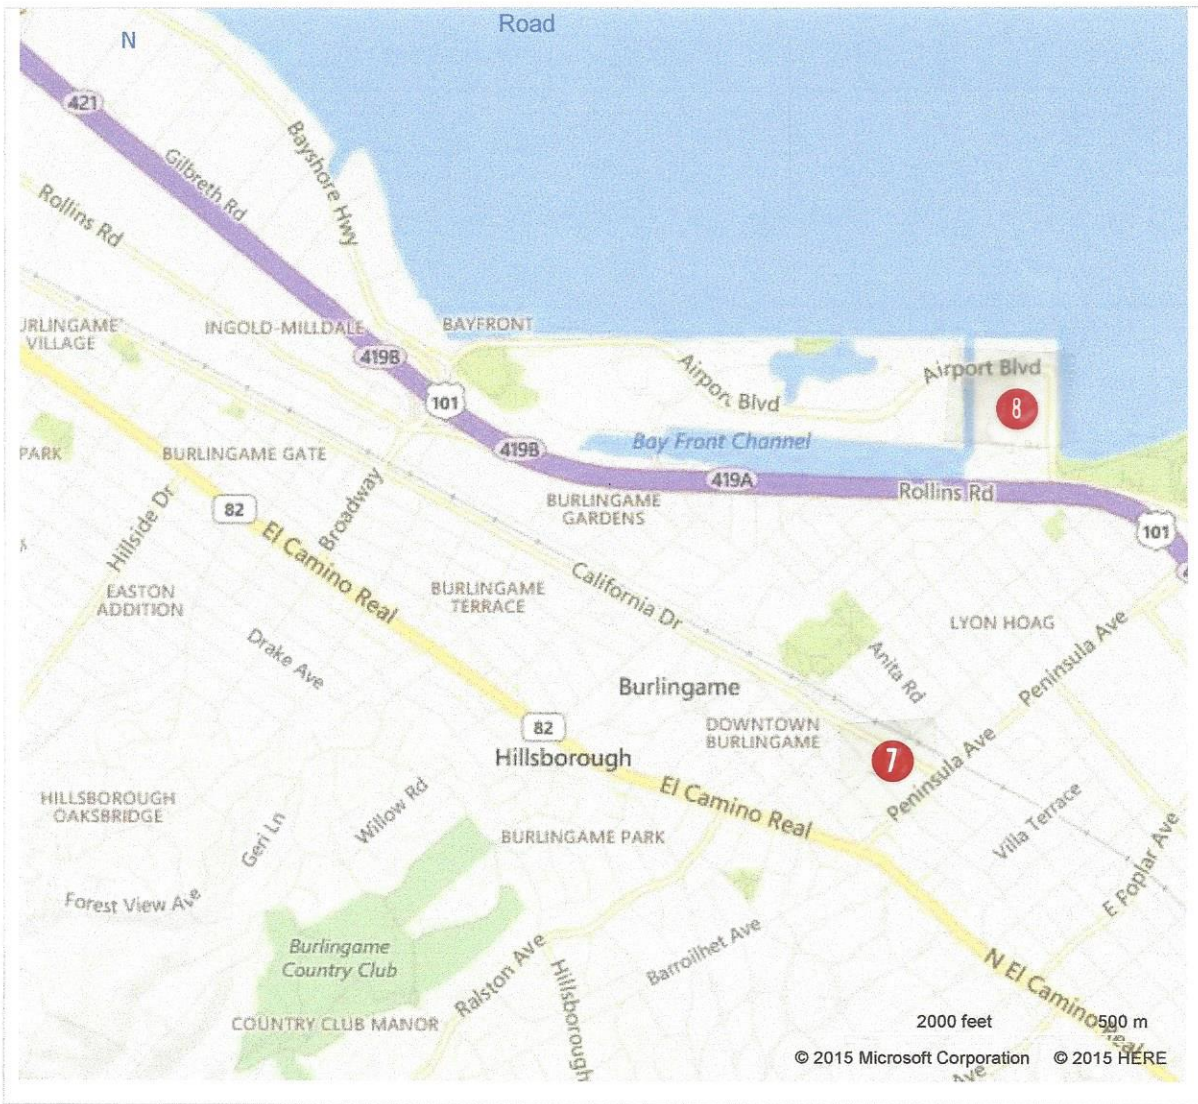 Road
N
421
Bayshore Hwy
Gilbreth Rd
Rollins Rd
INGOLD-MILLDALE
BAYFRONT
VILLAGE
419B
Airport Blvd
Airport Blvd
101
8
419B
Bay Front Channel
PARK
BURLINGAME GATE
419A
Rollins Rd
BURLINGAME
GARDENS
82
Broadway
Hillside Dr
101
El Camino Real
California Dr
EASTON
ADDITION
BURLINGAME
TERRACE
LYON HOAG
Peninsula Ave
Drake Ave
Anita Rd
Burlingame
82
DOWNTOWN
BURLINGAME
Hillsborough
7
Peninsula Ave
El Camino Real
HILLSBOROUGH
OAKSBRIDGE
Geri Ln
Willow Rd
BURLINGAME PARK
Villa Terrace
E Poplar Ave
Forest View Ave
Burlingame
Country Club
Ralston Ave
Barroilhet Ave
Hillsborough
N El Camino Real
COUNTRY CLUB MANOR
2000 feet
500 m
© 2015 Microsoft Corporation
© 2015 HERE
Ave